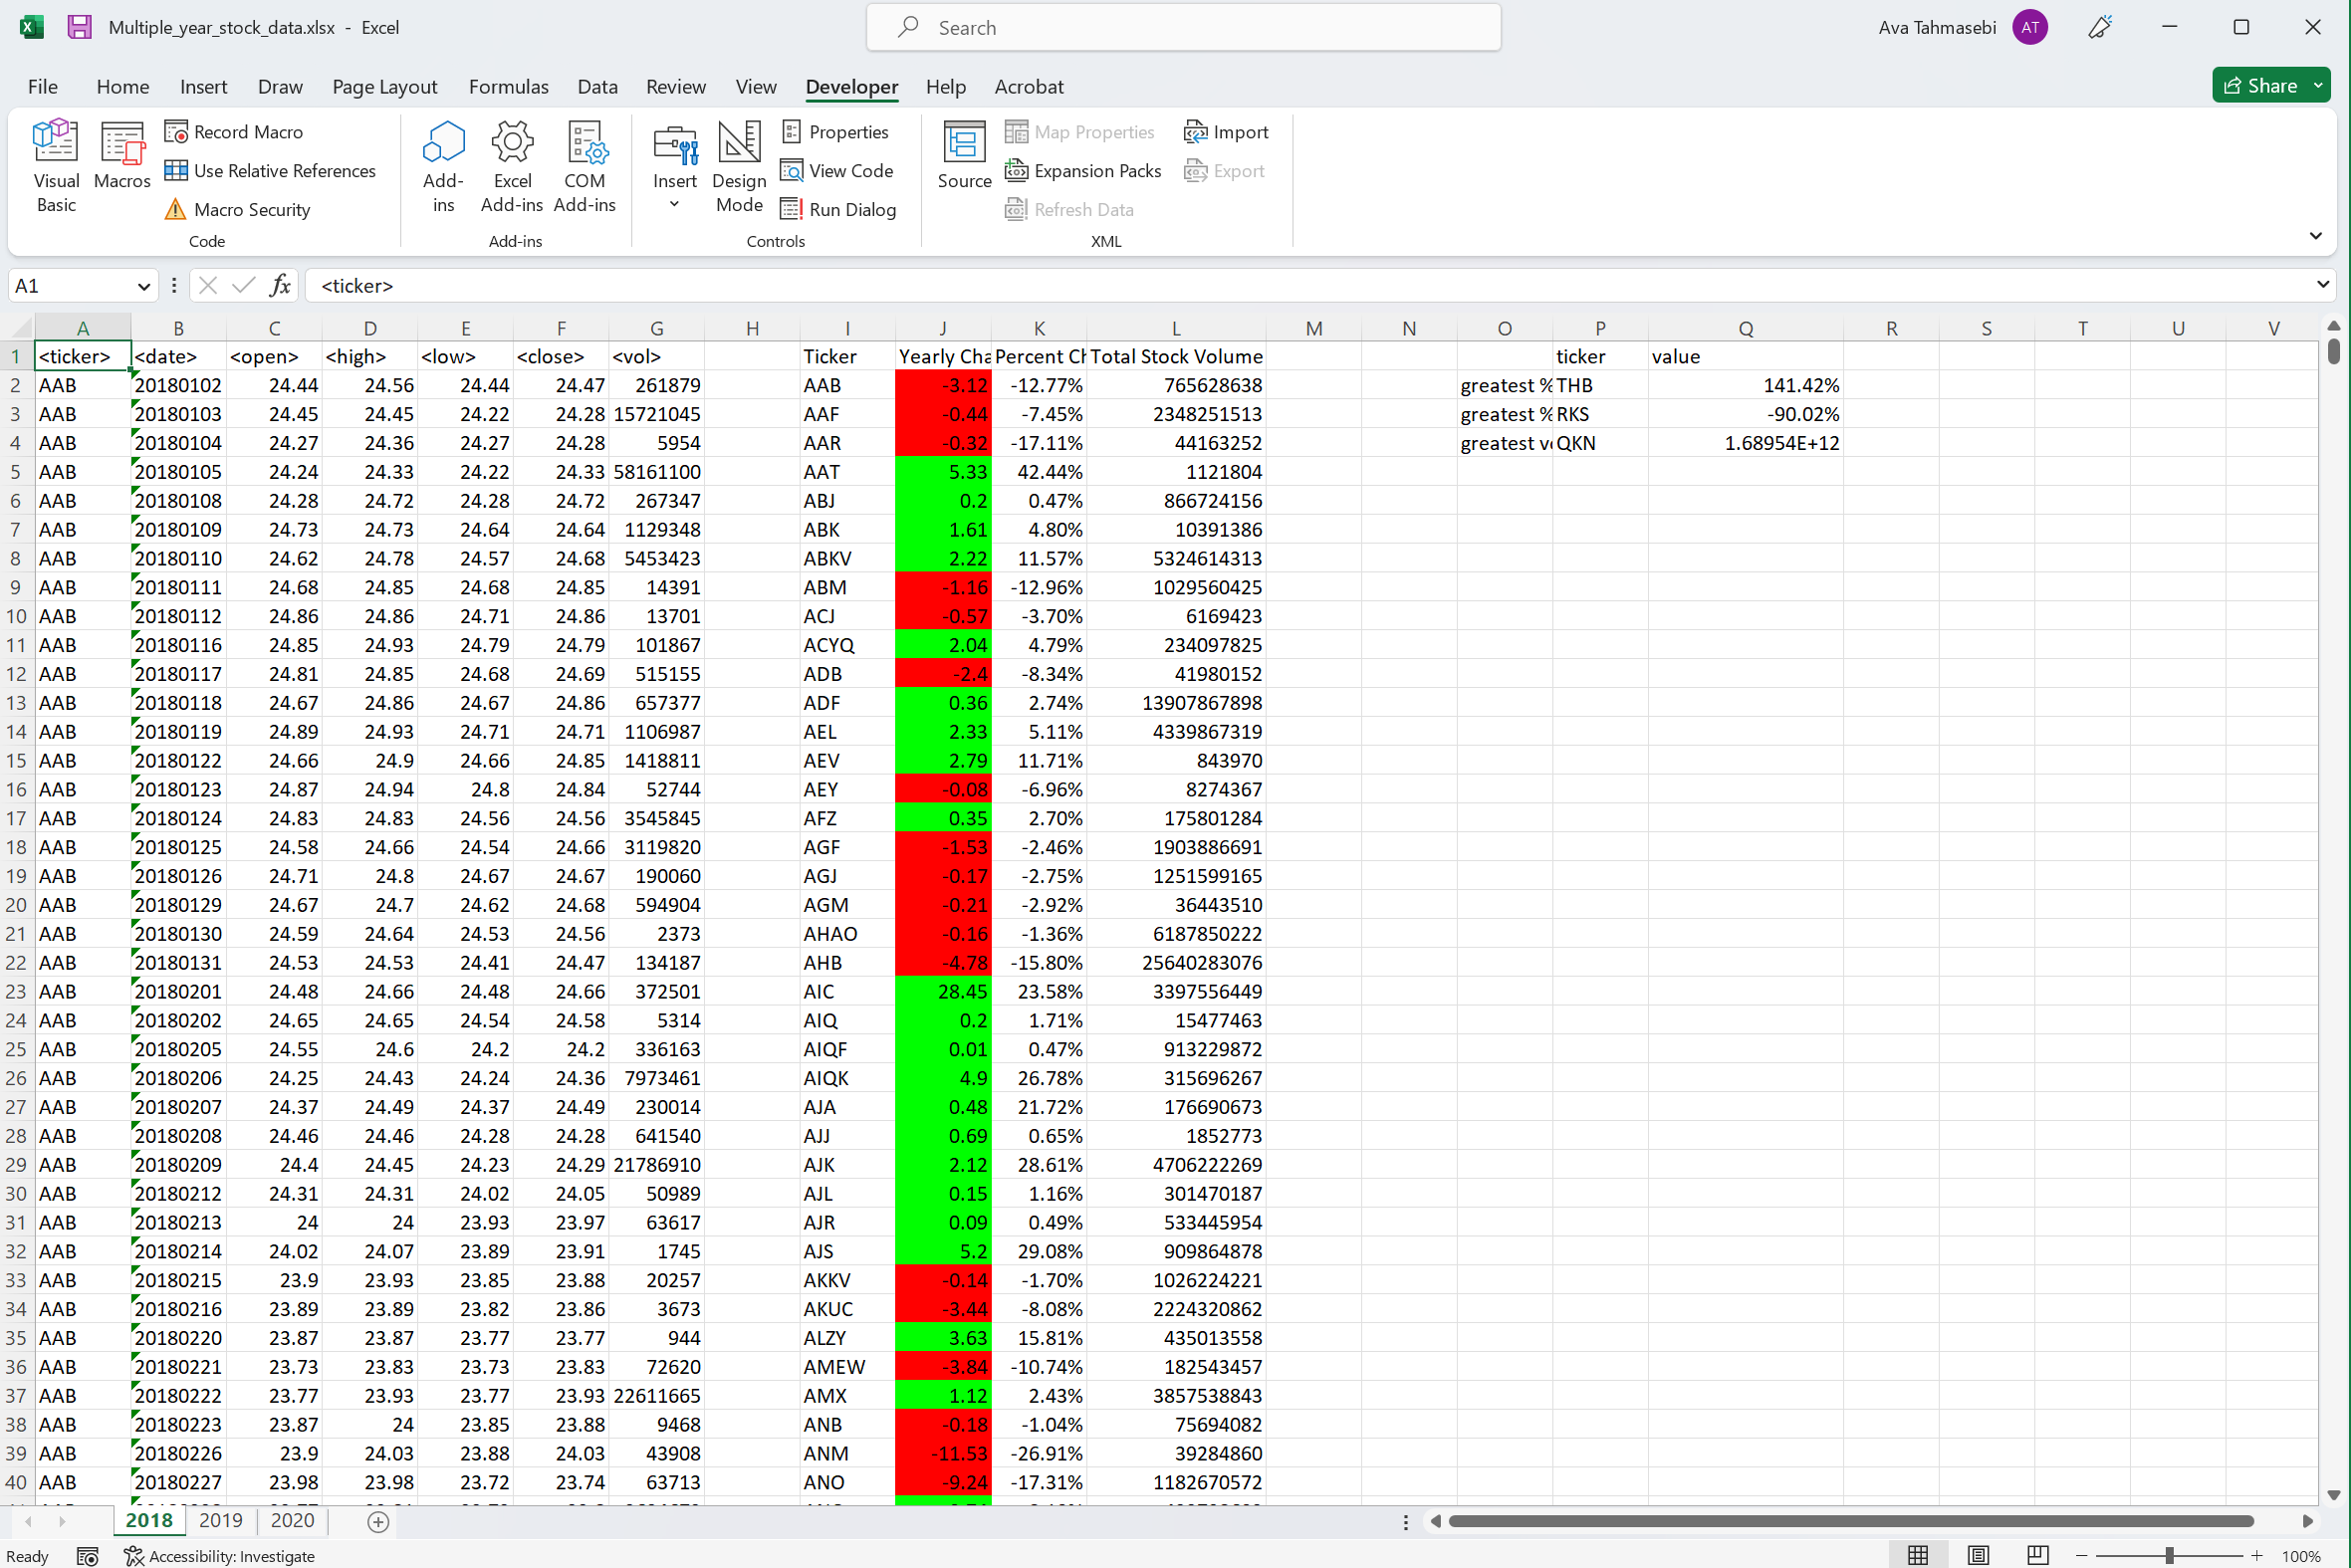 Multiple_year_stock_data.xlsx - Excel
Search
Ava Tahmasebi AT
File Home Insert Draw Page Layout Formulas Data Review View Developer Help Acrobat
Share
Visual Basic
Macros
Record Macro
Use Relative References
Macro Security
Code
Add-ins
Excel Add-ins
COM Add-ins
Add-ins
Insert
Design Mode
Properties
View Code
Run Dialog
Controls
Source
Map Properties
Expansion Packs
Refresh Data
Import
Export
XML
A1 fx <ticker>
A B C D E F G H I J K L M N O P Q R S T U V
1 <ticker> <date> <open> <high> <low> <close> <vol> Ticker Yearly Cha Percent Ch Total Stock Volume ticker value
2 AAB 20180102 24.44 24.56 24.44 24.47 261879 AAB -3.12 -12.77% 765628638 greatest % THB 141.42%
3 AAB 20180103 24.45 24.45 24.22 24.28 15721045 AAF -0.44 -7.45% 2348251513 greatest % RKS -90.02%
4 AAB 20180104 24.27 24.36 24.27 24.28 5954 AAR -0.32 -17.11% 44163252 greatest v QKN 1.68954E+12
5 AAB 20180105 24.24 24.33 24.22 24.33 58161100 AAT 5.33 42.44% 1121804
6 AAB 20180108 24.28 24.72 24.28 24.72 267347 ABJ 0.2 0.47% 866724156
7 AAB 20180109 24.73 24.73 24.64 24.64 1129348 ABK 1.61 4.80% 10391386
8 AAB 20180110 24.62 24.78 24.57 24.68 5453423 ABKV 2.22 11.57% 5324614313
9 AAB 20180111 24.68 24.85 24.68 24.85 14391 ABM -1.16 -12.96% 1029560425
10 AAB 20180112 24.86 24.86 24.71 24.86 13701 ACJ -0.57 -3.70% 6169423
11 AAB 20180116 24.85 24.93 24.79 24.79 101867 ACYQ 2.04 4.79% 234097825
12 AAB 20180117 24.81 24.85 24.68 24.69 515155 ADB -2.4 -8.34% 41980152
13 AAB 20180118 24.67 24.86 24.67 24.86 657377 ADF 0.36 2.74% 13907867898
14 AAB 20180119 24.89 24.93 24.71 24.71 1106987 AEL 2.33 5.11% 4339867319
15 AAB 20180122 24.66 24.9 24.66 24.85 1418811 AEV 2.79 11.71% 843970
16 AAB 20180123 24.87 24.94 24.8 24.84 52744 AEY -0.08 -6.96% 8274367
17 AAB 20180124 24.83 24.83 24.56 24.56 3545845 AFZ 0.35 2.70% 175801284
18 AAB 20180125 24.58 24.66 24.54 24.66 3119820 AGF -1.53 -2.46% 1903886691
19 AAB 20180126 24.71 24.8 24.67 24.67 190060 AGJ -0.17 -2.75% 1251599165
20 AAB 20180129 24.67 24.7 24.62 24.68 594904 AGM -0.21 -2.92% 36443510
21 AAB 20180130 24.59 24.64 24.53 24.56 2373 AHAO -0.16 -1.36% 6187850222
22 AAB 20180131 24.53 24.53 24.41 24.47 134187 AHB -4.78 -15.80% 25640283076
23 AAB 20180201 24.48 24.66 24.48 24.66 372501 AIC 28.45 23.58% 3397556449
24 AAB 20180202 24.65 24.65 24.54 24.58 5314 AIQ 0.2 1.71% 15477463
25 AAB 20180205 24.55 24.6 24.2 24.2 336163 AIQF 0.01 0.47% 913229872
26 AAB 20180206 24.25 24.43 24.24 24.36 7973461 AIQK 4.9 26.78% 315696267
27 AAB 20180207 24.37 24.49 24.37 24.49 230014 AJA 0.48 21.72% 176690673
28 AAB 20180208 24.46 24.46 24.28 24.28 641540 AJJ 0.69 0.65% 1852773
29 AAB 20180209 24.4 24.45 24.23 24.29 21786910 AJK 2.12 28.61% 4706222269
30 AAB 20180212 24.31 24.31 24.02 24.05 50989 AJL 0.15 1.16% 301470187
31 AAB 20180213 24 24 23.93 23.97 63617 AJR 0.09 0.49% 533445954
32 AAB 20180214 24.02 24.07 23.89 23.91 1745 AJS 5.2 29.08% 909864878
33 AAB 20180215 23.9 23.93 23.85 23.88 20257 AKKV -0.14 -1.70% 1026224221
34 AAB 20180216 23.89 23.89 23.82 23.86 3673 AKUC -3.44 -8.08% 2224320862
35 AAB 20180220 23.87 23.87 23.77 23.77 944 ALZY 3.63 15.81% 435013558
36 AAB 20180221 23.73 23.83 23.73 23.83 72620 AMEW -3.84 -10.74% 182543457
37 AAB 20180222 23.77 23.93 23.77 23.93 22611665 AMX 1.12 2.43% 3857538843
38 AAB 20180223 23.87 24 23.85 23.88 9468 ANB -0.18 -1.04% 75694082
39 AAB 20180226 23.9 24.03 23.88 24.03 43908 ANM -11.53 -26.91% 39284860
40 AAB 20180227 23.98 23.98 23.72 23.74 63713 ANO -9.24 -17.31% 1182670572
2018 2019 2020
Ready Accessibility: Investigate 100%